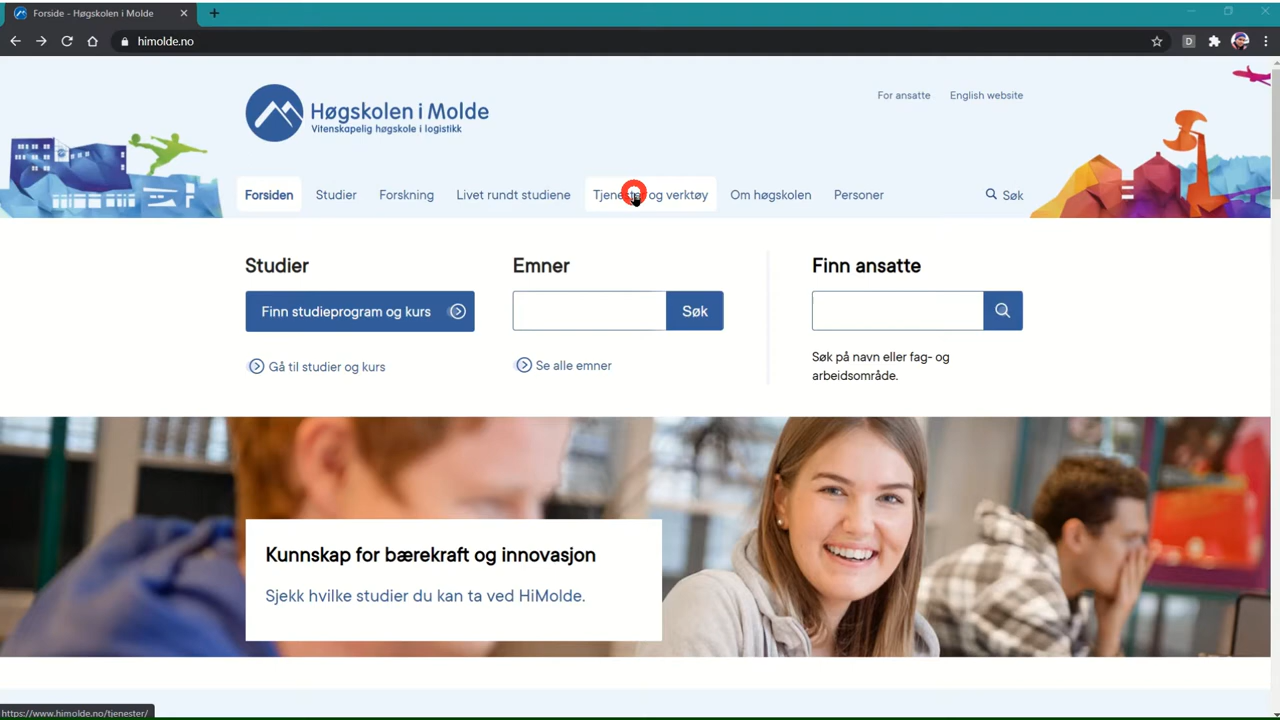 Forside - Høgskolen i Molde
himolde.no
D
Høgskolen i Molde
Vitenskapelig høgskole i logistikk
For ansatte
English website
Forsiden
Studier
Forskning
Livet rundt studiene
Tjenester og verktøy
Om høgskolen
Personer
Søk
Studier
Finn studieprogram og kurs
Gå til studier og kurs
Emner
Søk
Se alle emner
Finn ansatte
Søk på navn eller fag- og
arbeidsområde.
Kunnskap for bærekraft og innovasjon
Sjekk hvilke studier du kan ta ved HiMolde.
https://www.himolde.no/tjenester/